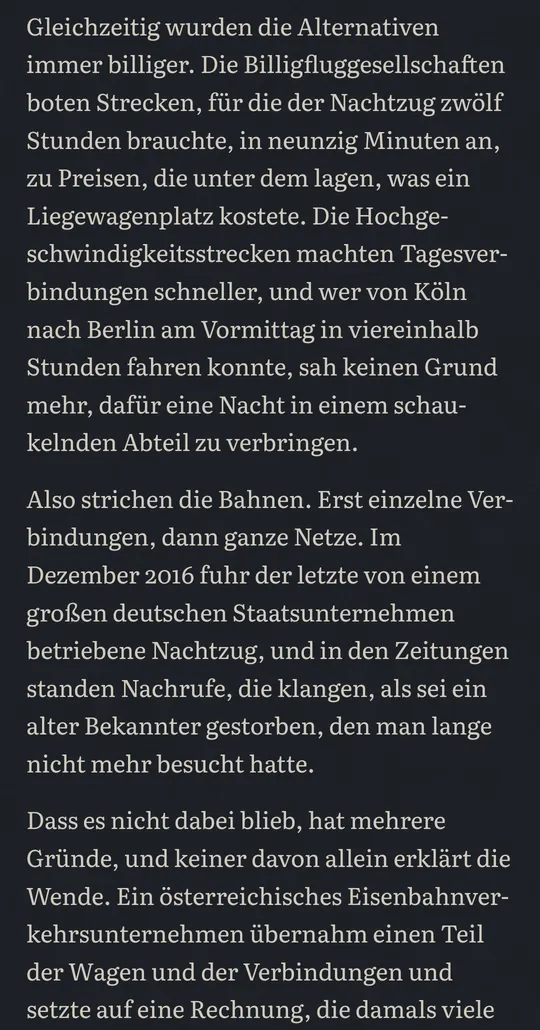 Gleichzeitig wurden die Alternativen
immer billiger. Die Billigfluggesellschaften
boten Strecken, für die der Nachtzug zwölf
Stunden brauchte, in neunzig Minuten an,
zu Preisen, die unter dem lagen, was ein
Liegewagenplatz kostete. Die Hochge-
schwindigkeitsstrecken machten Tagesver-
bindungen schneller, und wer von Köln
nach Berlin am Vormittag in viereinhalb
Stunden fahren konnte, sah keinen Grund
mehr, dafür eine Nacht in einem schau-
kelnden Abteil zu verbringen.
Also strichen die Bahnen. Erst einzelne Ver-
bindungen, dann ganze Netze. Im
Dezember 2016 fuhr der letzte von einem
großen deutschen Staatsunternehmen
betriebene Nachtzug, und in den Zeitungen
standen Nachrufe, die klangen, als sei ein
alter Bekannter gestorben, den man lange
nicht mehr besucht hatte.
Dass es nicht dabei blieb, hat mehrere
Gründe, und keiner davon allein erklärt die
Wende. Ein österreichisches Eisenbahnver-
kehrsunternehmen übernahm einen Teil
der Wagen und der Verbindungen und
setzte auf eine Rechnung, die damals viele